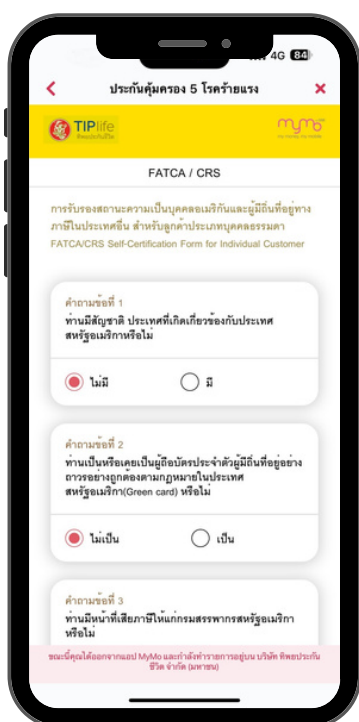 4G 84
ประกันคุ้มครอง 5 โรคร้ายแรง
TIPlife
ทิพยประกันชีวิต
mymo
my money, my mobile
FATCA / CRS
การรับรองสถานะความเป็นบุคคลอเมริกันและผู้มีถิ่นที่อยู่ทาง
ภาษีในประเทศอื่น สำหรับลูกค้าประเภทบุคคลธรรมดา
FATCA/CRS Self-Certification Form for Individual Customer
คำถามข้อที่ 1
ท่านมีสัญชาติ ประเทศที่เกิดเกี่ยวข้องกับประเทศ
สหรัฐอเมริกาหรือไม่
ไม่มี
มี
คำถามข้อที่ 2
ท่านเป็นหรือเคยเป็นผู้ถือบัตรประจำตัวผู้มีถิ่นที่อยู่อย่าง
ถาวรอย่างถูกต้องตามกฎหมายในประเทศ
สหรัฐอเมริกา(Green card) หรือไม่
ไม่เป็น
เป็น
คำถามข้อที่ 3
ท่านมีหน้าที่เสียภาษีให้แก่กรมสรรพากรสหรัฐอเมริกา
หรือไม่
ขณะนี้คุณได้ออกจากแอป MyMo และกำลังทำรายการอยู่บน บริษัท ทิพยประกัน
ชีวิต จำกัด (มหาชน)